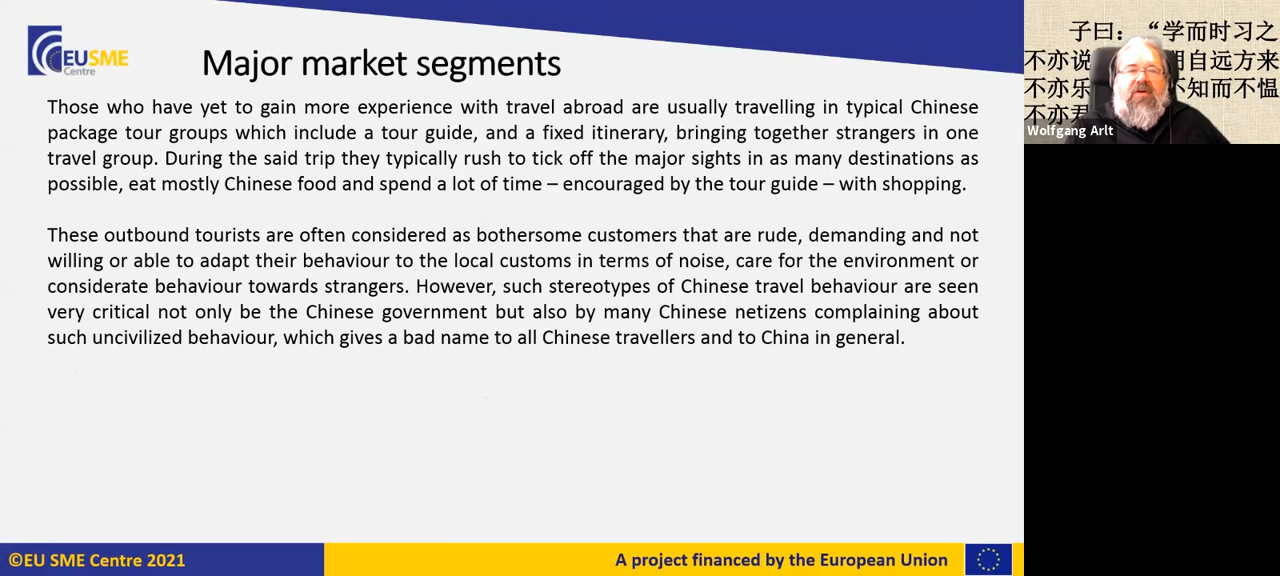 EUSME
Centre
Major market segments
Those who have yet to gain more experience with travel abroad are usually travelling in typical Chinese
package tour groups which include a tour guide, and a fixed itinerary, bringing together strangers in one
travel group. During the said trip they typically rush to tick off the major sights in as many destinations as
possible, eat mostly Chinese food and spend a lot of time – encouraged by the tour guide – with shopping.
These outbound tourists are often considered as bothersome customers that are rude, demanding and not
willing or able to adapt their behaviour to the local customs in terms of noise, care for the environment or
considerate behaviour towards strangers. However, such stereotypes of Chinese travel behaviour are seen
very critical not only be the Chinese government but also by many Chinese netizens complaining about
such uncivilized behaviour, which gives a bad name to all Chinese travellers and to China in general.
©EU SME Centre 2021
A project financed by the European Union
子曰：“学而时习之
不亦说 自远方来
不亦乐 不知而不愠
不亦君
Wolfgang Arlt